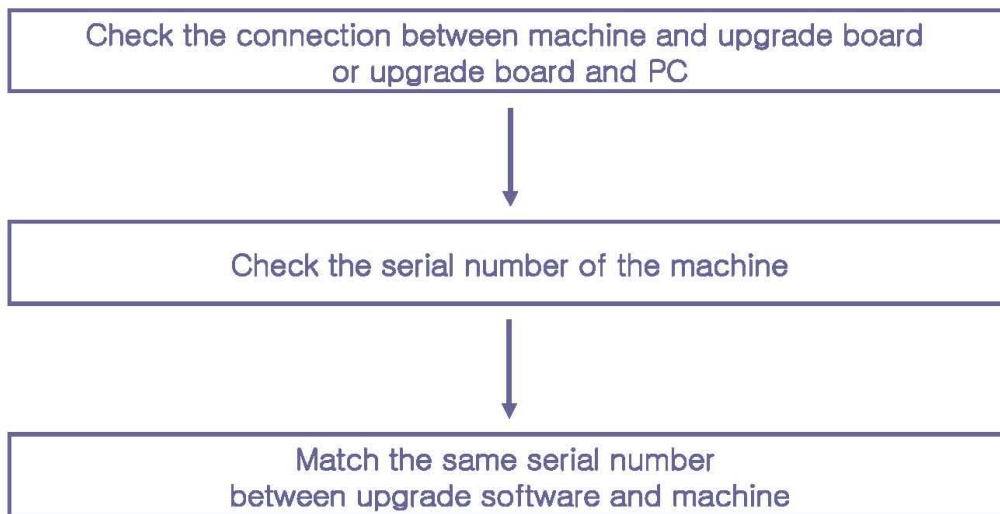 Check the connection between machine and upgrade board
or upgrade board and PC
Check the serial number of the machine
Match the same serial number
between upgrade software and machine